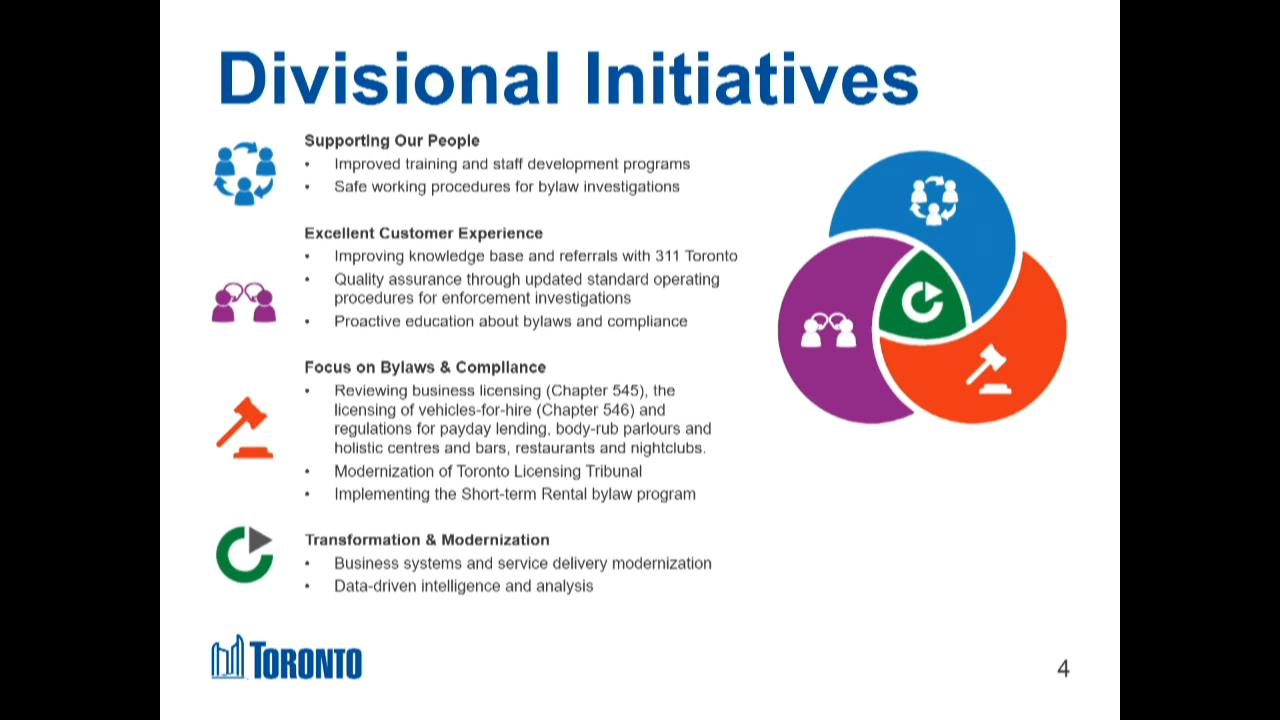 Divisional Initiatives
Supporting Our People
• Improved training and staff development programs
• Safe working procedures for bylaw investigations
Excellent Customer Experience
• Improving knowledge base and referrals with 311 Toronto
• Quality assurance through updated standard operating
procedures for enforcement investigations
• Proactive education about bylaws and compliance
Focus on Bylaws & Compliance
• Reviewing business licensing (Chapter 545), the
licensing of vehicles-for-hire (Chapter 546) and
regulations for payday lending, body-rub parlours and
holistic centres and bars, restaurants and nightclubs.
• Modernization of Toronto Licensing Tribunal
• Implementing the Short-term Rental bylaw program
Transformation & Modernization
• Business systems and service delivery modernization
• Data-driven intelligence and analysis
TORONTO
4